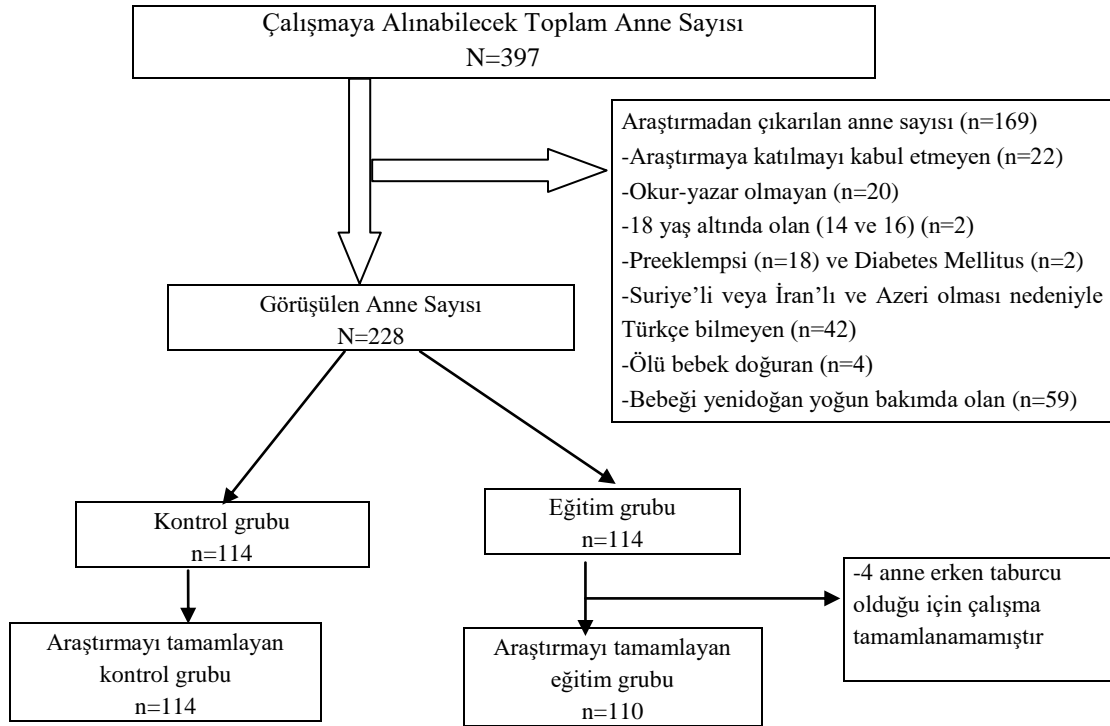 Çalışmaya Alınabilecek Toplam Anne Sayısı
N=397
Araştırmadan çıkarılan anne sayısı (n=169)
-Araştırmaya katılmayı kabul etmeyen (n=22)
-Okur-yazar olmayan (n=20)
-18 yaş altında olan (14 ve 16) (n=2)
-Preeklempsi (n=18) ve Diabetes Mellitus (n=2)
-Suriye’li veya İran’lı ve Azeri olması nedeniyle
Türkçe bilmeyen (n=42)
-Ölü bebek doğuran (n=4)
-Bebeği yenidoğan yoğun bakımda olan (n=59)
Görüşülen Anne Sayısı
N=228
Kontrol grubu
n=114
Eğitim grubu
n=114
-4 anne erken taburcu
olduğu için çalışma
tamamlanamamıştır
Araştırmayı tamamlayan
kontrol grubu
n=114
Araştırmayı tamamlayan
eğitim grubu
n=110